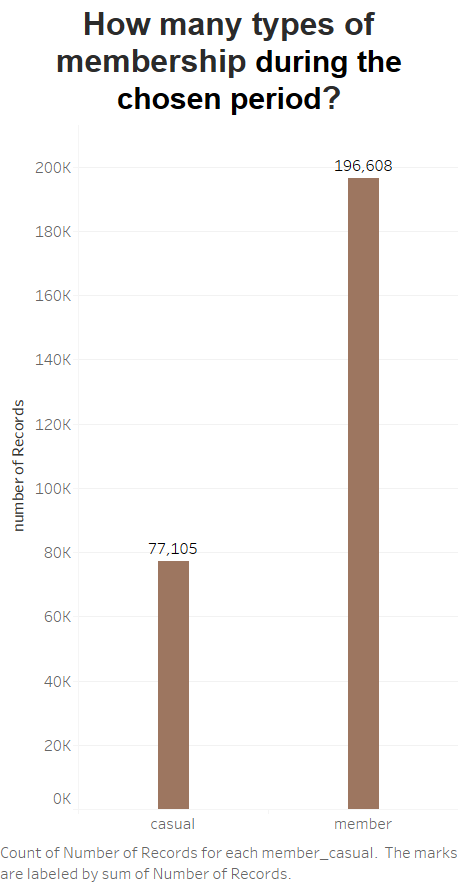 How many types of
membership during the
chosen period?
200K
196,608
180K
160K
140K
120K
number of Records
100K
80K
77,105
60K
40K
20K
0K
casual
member
Count of Number of Records for each member_casual. The marks
are labeled by sum of Number of Records.